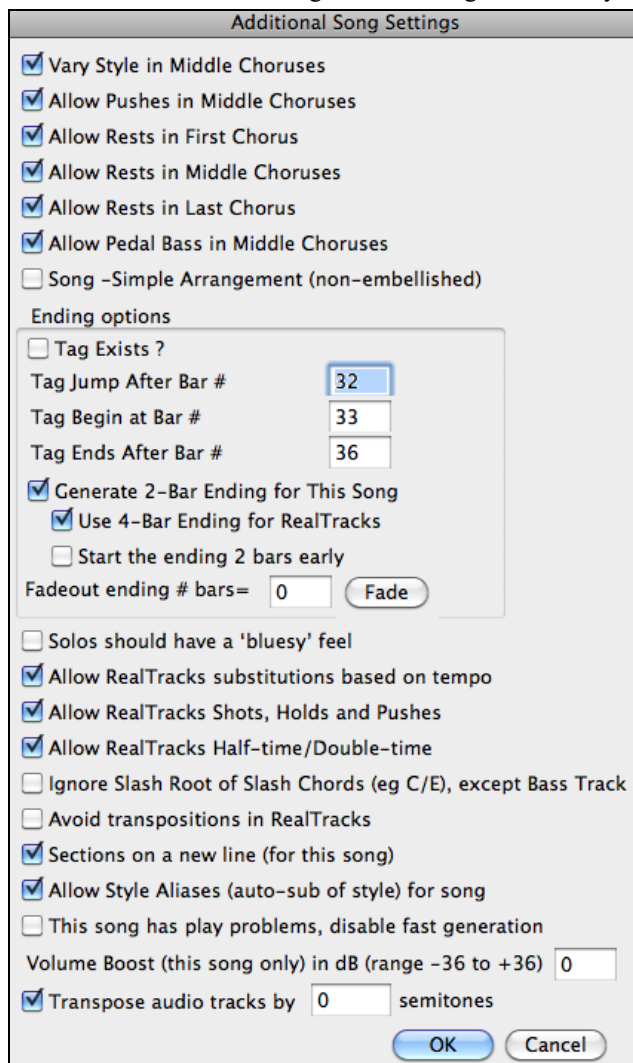 Additional Song Settings
Vary Style in Middle Choruses
Allow Pushes in Middle Choruses
Allow Rests in First Chorus
Allow Rests in Middle Choruses
Allow Rests in Last Chorus
Allow Pedal Bass in Middle Choruses
Song -Simple Arrangement (non-embellished)
Ending options
Tag Exists ?
Tag Jump After Bar # 32
Tag Begin at Bar # 33
Tag Ends After Bar # 36
Generate 2-Bar Ending for This Song
Use 4-Bar Ending for RealTracks
Start the ending 2 bars early
Fadeout ending # bars= 0 Fade
Solos should have a ‘bluesy’ feel
Allow RealTracks substitutions based on tempo
Allow RealTracks Shots, Holds and Pushes
Allow RealTracks Half-time/Double-time
Ignore Slash Root of Slash Chords (eg C/E), except Bass Track
Avoid transpositions in RealTracks
Sections on a new line (for this song)
Allow Style Aliases (auto-sub of style) for song
This song has play problems, disable fast generation
Volume Boost (this song only) in dB (range -36 to +36) 0
Transpose audio tracks by 0 semitones
OK Cancel